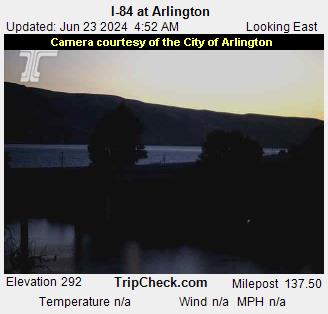 I-84 at Arlington
Updated: Jun 23 2024 4:52 AM Looking East
Camera courtesy of the City of Arlington
Elevation 292 TripCheck.com Milepost 137.50
Temperature n/a Wind n/a MPH n/a